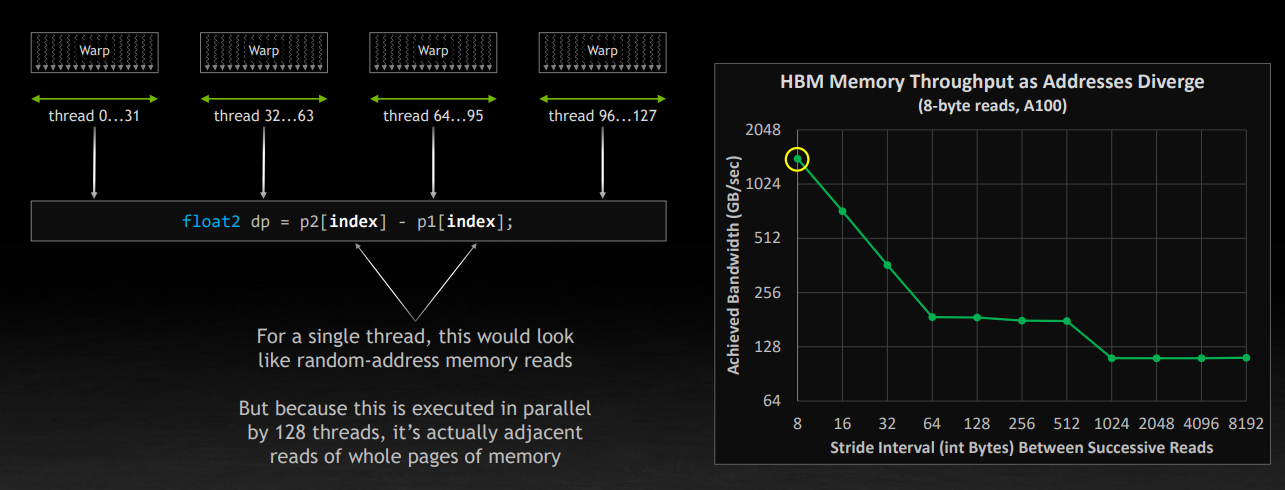 Warp
Warp
Warp
Warp
thread 0...31
thread 32...63
thread 64...95
thread 96...127
float2 dp = p2[index] - p1[index];
For a single thread, this would look
like random-address memory reads
But because this is executed in parallel
by 128 threads, it's actually adjacent
reads of whole pages of memory
HBM Memory Throughput as Addresses Diverge
(8-byte reads, A100)
Achieved Bandwidth (GB/sec)
2048
1024
512
256
128
64
8 16 32 64 128 256 512 1024 2048 4096 8192
Stride Interval (int Bytes) Between Successive Reads